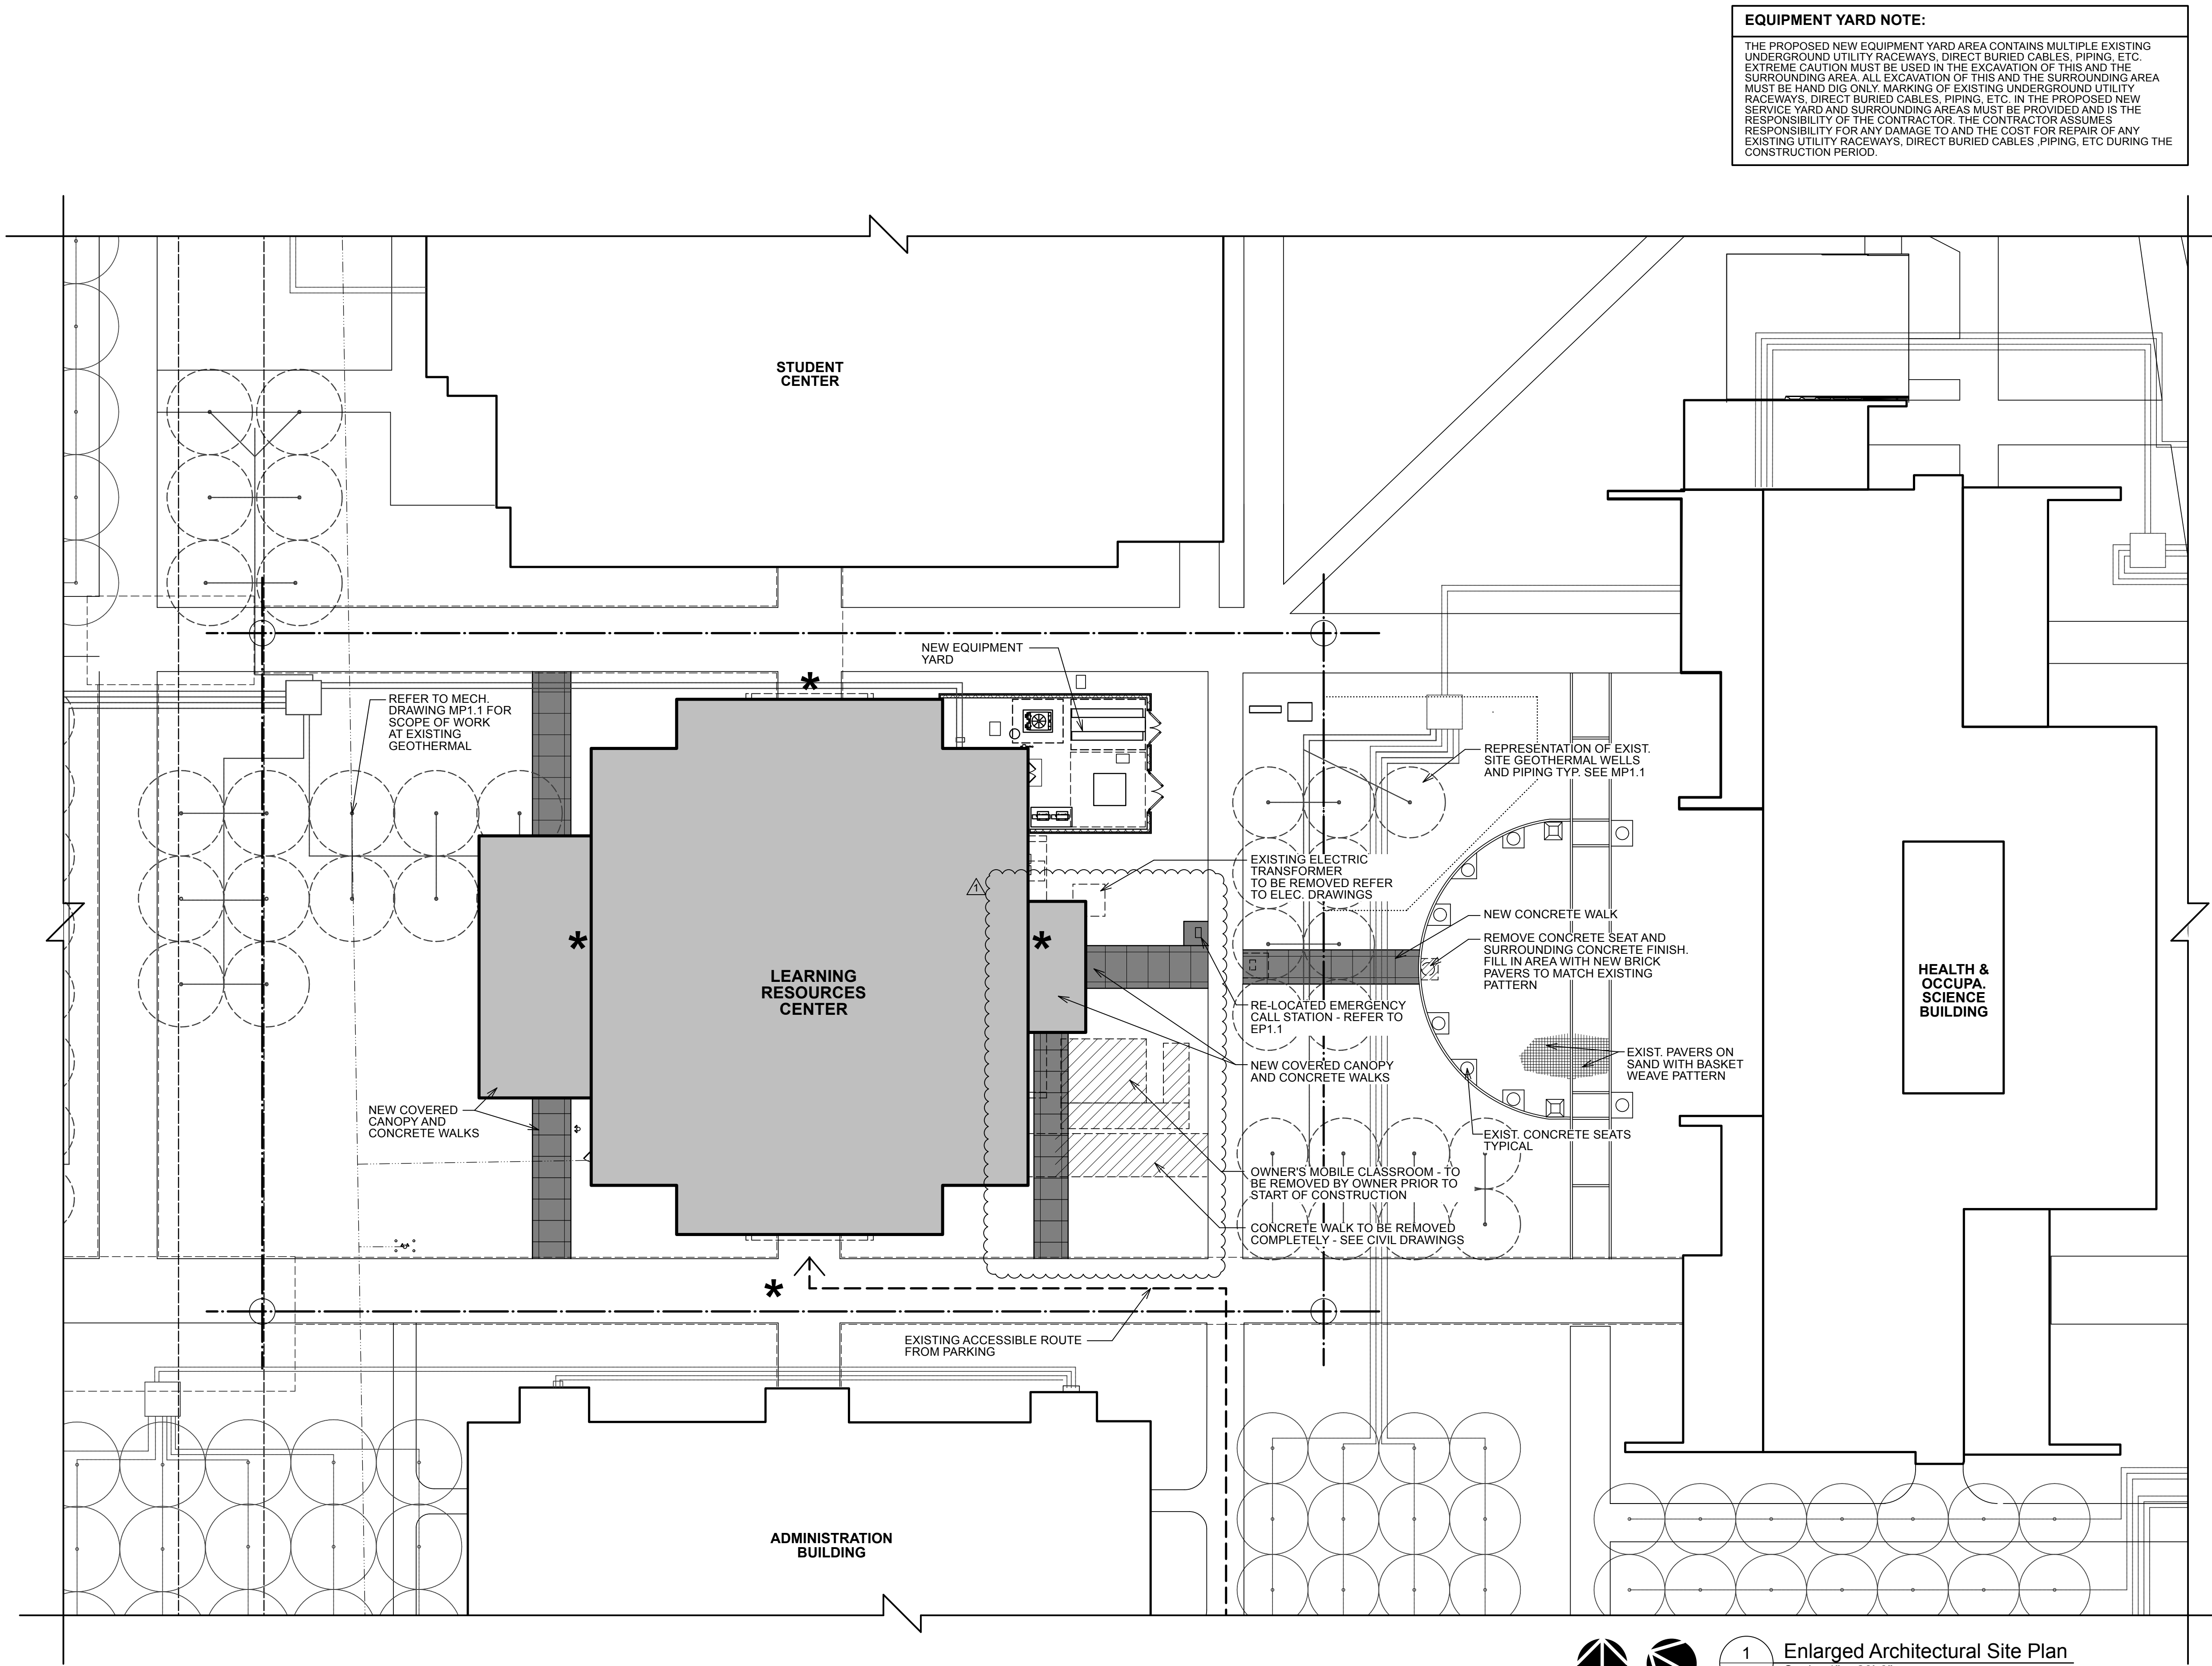 EQUIPMENT YARD NOTE:
THE PROPOSED NEW EQUIPMENT YARD AREA CONTAINS MULTIPLE EXISTING
UNDERGROUND UTILITY RACEWAYS, DIRECT BURIED CABLES, PIPING, ETC.
EXTREME CAUTION MUST BE USED IN THE EXCAVATION OF THIS AND THE
SURROUNDING AREA. ALL EXCAVATION OF THIS AND THE SURROUNDING AREA
MUST BE HAND DIG ONLY. MARKING OF EXISTING UNDERGROUND UTILITY
RACEWAYS, DIRECT BURIED CABLES, PIPING, ETC. IN THE PROPOSED NEW
SERVICE YARD AND SURROUNDING AREAS MUST BE PROVIDED AND IS THE
RESPONSIBILITY OF THE CONTRACTOR. THE CONTRACTOR ASSUMES
RESPONSIBILITY FOR ANY DAMAGE TO AND THE COST FOR REPAIR OF ANY
EXISTING UTILITY RACEWAYS, DIRECT BURIED CABLES ,PIPING, ETC DURING THE
CONSTRUCTION PERIOD.
STUDENT
CENTER
NEW EQUIPMENT
YARD
REFER TO MECH.
DRAWING MP1.1 FOR
SCOPE OF WORK
AT EXISTING
GEOTHERMAL
REPRESENTATION OF EXIST.
SITE GEOTHERMAL WELLS
AND PIPING TYP. SEE MP1.1
EXISTING ELECTRIC
TRANSFORMER
TO BE REMOVED REFER
TO ELEC. DRAWINGS
1
NEW CONCRETE WALK
REMOVE CONCRETE SEAT AND
SURROUNDING CONCRETE FINISH.
FILL IN AREA WITH NEW BRICK
PAVERS TO MATCH EXISTING
PATTERN
LEARNING
RESOURCES
CENTER
HEALTH &
OCCUPA.
SCIENCE
BUILDING
RE-LOCATED EMERGENCY
CALL STATION - REFER TO
EP1.1
EXIST. PAVERS ON
SAND WITH BASKET
WEAVE PATTERN
NEW COVERED CANOPY
AND CONCRETE WALKS
NEW COVERED
CANOPY AND
CONCRETE WALKS
EXIST. CONCRETE SEATS
TYPICAL
OWNER'S MOBILE CLASSROOM - TO
BE REMOVED BY OWNER PRIOR TO
START OF CONSTRUCTION
CONCRETE WALK TO BE REMOVED
COMPLETELY - SEE CIVIL DRAWINGS
EXISTING ACCESSIBLE ROUTE
FROM PARKING
ADMINISTRATION
BUILDING
1
Enlarged Architectural Site Plan